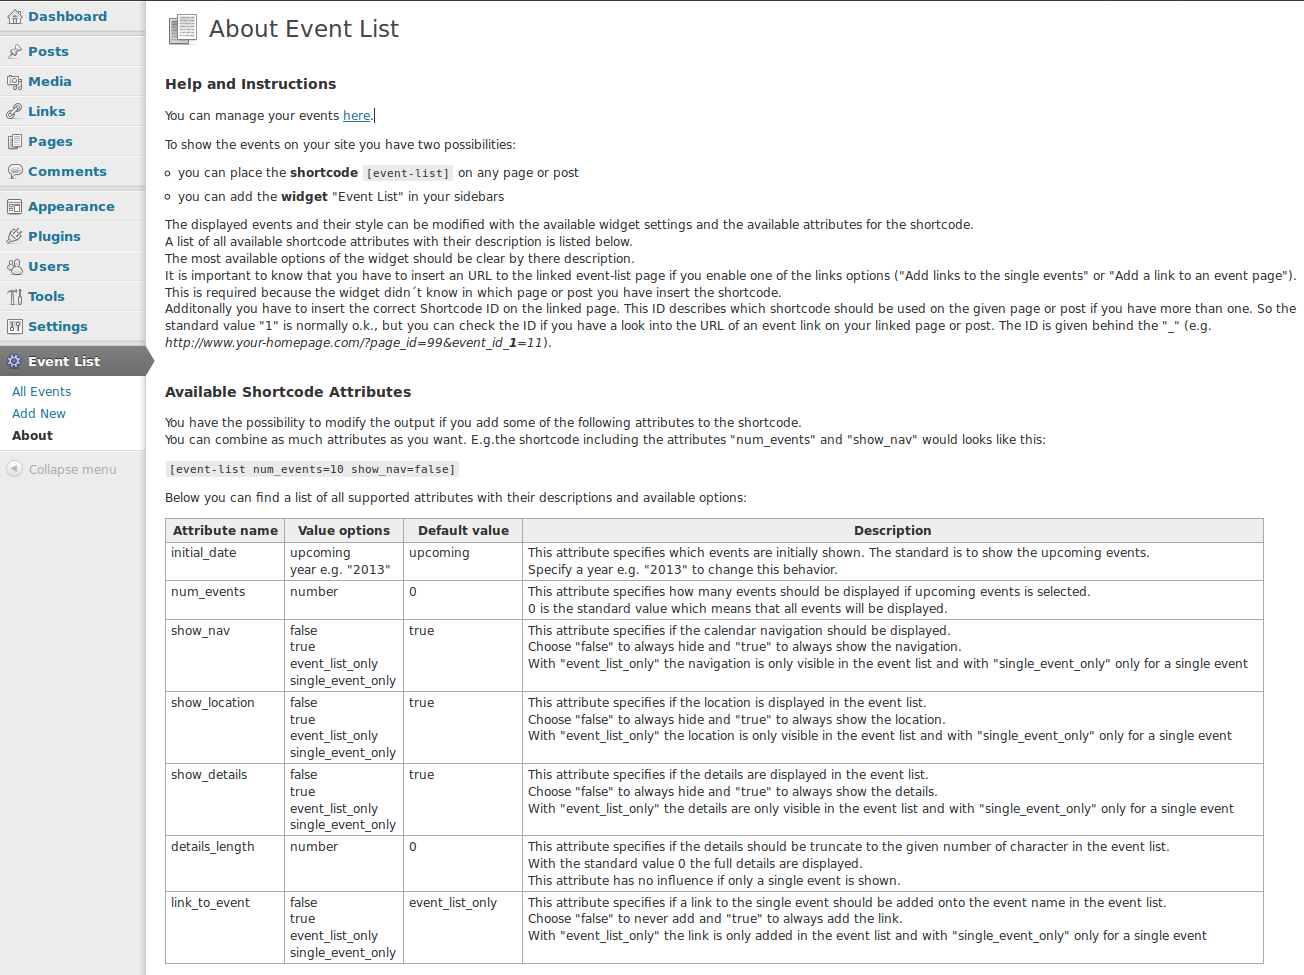 Dashboard
Posts
Media
Links
Pages
Comments
Appearance
Plugins
Users
Tools
Settings
Event List
All Events
Add New
About
Collapse menu
About Event List
Help and Instructions
You can manage your events here.
To show the events on your site you have two possibilities:
you can place the shortcode [event-list] on any page or post
you can add the widget "Event List" in your sidebars
The displayed events and their style can be modified with the available widget settings and the available attributes for the shortcode.
A list of all available shortcode attributes with their description is listed below.
The most available options of the widget should be clear by there description.
It is important to know that you have to insert an URL to the linked event-list page if you enable one of the links options ("Add links to the single events" or "Add a link to an event page").
This is required because the widget didn´t know in which page or post you have insert the shortcode.
Additonally you have to insert the correct Shortcode ID on the linked page. This ID describes which shortcode should be used on the given page or post if you have more than one. So the
standard value "1" is normally o.k., but you can check the ID if you have a look into the URL of an event link on your linked page or post. The ID is given behind the "_" (e.g.
http://www.your-homepage.com/?page_id=99&event_id_1=11).
Available Shortcode Attributes
You have the possibility to modify the output if you add some of the following attributes to the shortcode.
You can combine as much attributes as you want. E.g.the shortcode including the attributes "num_events" and "show_nav" would looks like this:
[event-list num_events=10 show_nav=false]
Below you can find a list of all supported attributes with their descriptions and available options:
Attribute name Value options Default value Description
initial_date upcoming upcoming This attribute specifies which events are initially shown. The standard is to show the upcoming events.
year e.g. "2013" Specify a year e.g. "2013" to change this behavior.
num_events number 0 This attribute specifies how many events should be displayed if upcoming events is selected.
0 is the standard value which means that all events will be displayed.
show_nav false true This attribute specifies if the calendar navigation should be displayed.
true Choose "false" to always hide and "true" to always show the navigation.
event_list_only With "event_list_only" the navigation is only visible in the event list and with "single_event_only" only for a single event
single_event_only
show_location false true This attribute specifies if the location is displayed in the event list.
true Choose "false" to always hide and "true" to always show the location.
event_list_only With "event_list_only" the location is only visible in the event list and with "single_event_only" only for a single event
single_event_only
show_details false true This attribute specifies if the details are displayed in the event list.
true Choose "false" to always hide and "true" to always show the details.
event_list_only With "event_list_only" the details are only visible in the event list and with "single_event_only" only for a single event
single_event_only
details_length number 0 This attribute specifies if the details should be truncate to the given number of character in the event list.
With the standard value 0 the full details are displayed.
This attribute has no influence if only a single event is shown.
link_to_event false event_list_only This attribute specifies if a link to the single event should be added onto the event name in the event list.
true Choose "false" to never add and "true" to always add the link.
event_list_only With "event_list_only" the link is only added in the event list and with "single_event_only" only for a single event
single_event_only